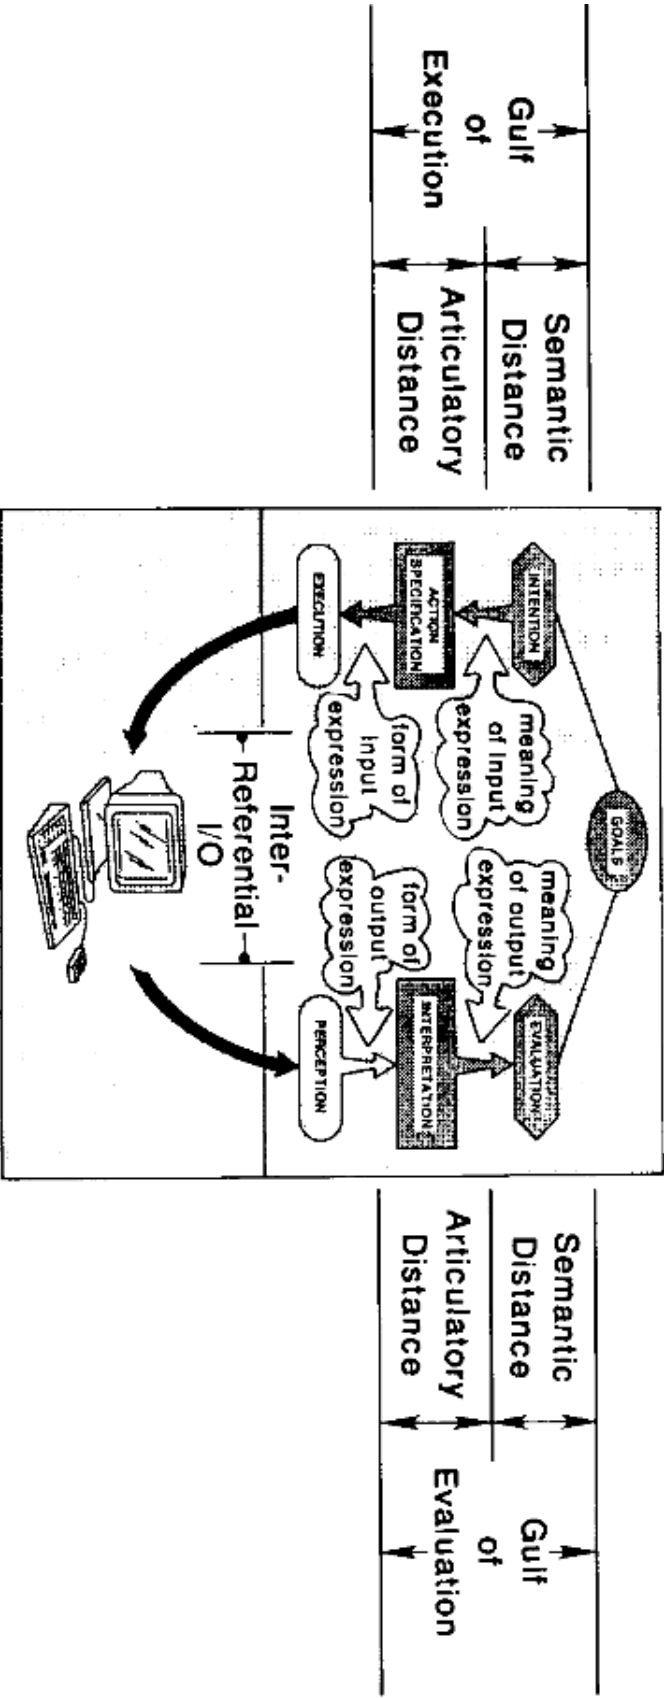 Gulf
of
Execution
Semantic
Distance
Articulatory
Distance
GOALS
INTENTION
meaning
of input
expression
ACTION
SPECIFICATION
form of
input
expression
EXECUTION
meaning
of output
expression
EVALUATION
form of
output
expression
INTERPRETATION
PERCEPTION
Inter-
Referential
I/O
Semantic
Distance
Articulatory
Distance
Gulf
of
Evaluation